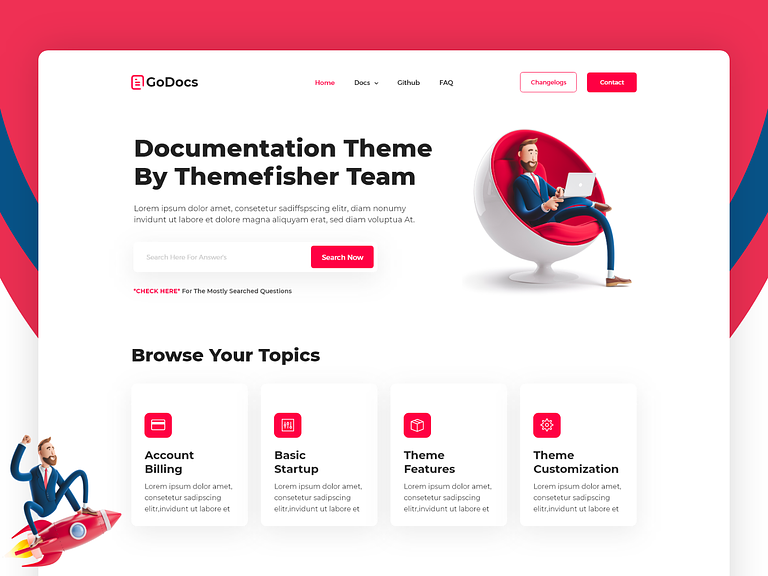 GoDocs
Home
Docs
Github
FAQ
Changelogs
Contact
Documentation Theme
By Themefisher Team
Lorem ipsum dolor amet, consetetur sadiffspscing elitr, diam nonumy
invidunt ut labore et dolore magna aliquyam erat, sed diam voluptua At.
Search Here For Answer's
Search Now
"CHECK HERE" For The Mostly Searched Questions
Browse Your Topics
Account
Billing
Lorem ipsum dolor amet,
consetetur sadipscing
elitr,invidunt ut labore et
Basic
Startup
Lorem ipsum dolor amet,
consetetur sadipscing
elitr,invidunt ut labore et
Theme
Features
Lorem ipsum dolor amet,
consetetur sadipscing
elitr,invidunt ut labore et
Theme
Customization
Lorem ipsum dolor amet,
consetetur sadipscing
elitr,invidunt ut labore et